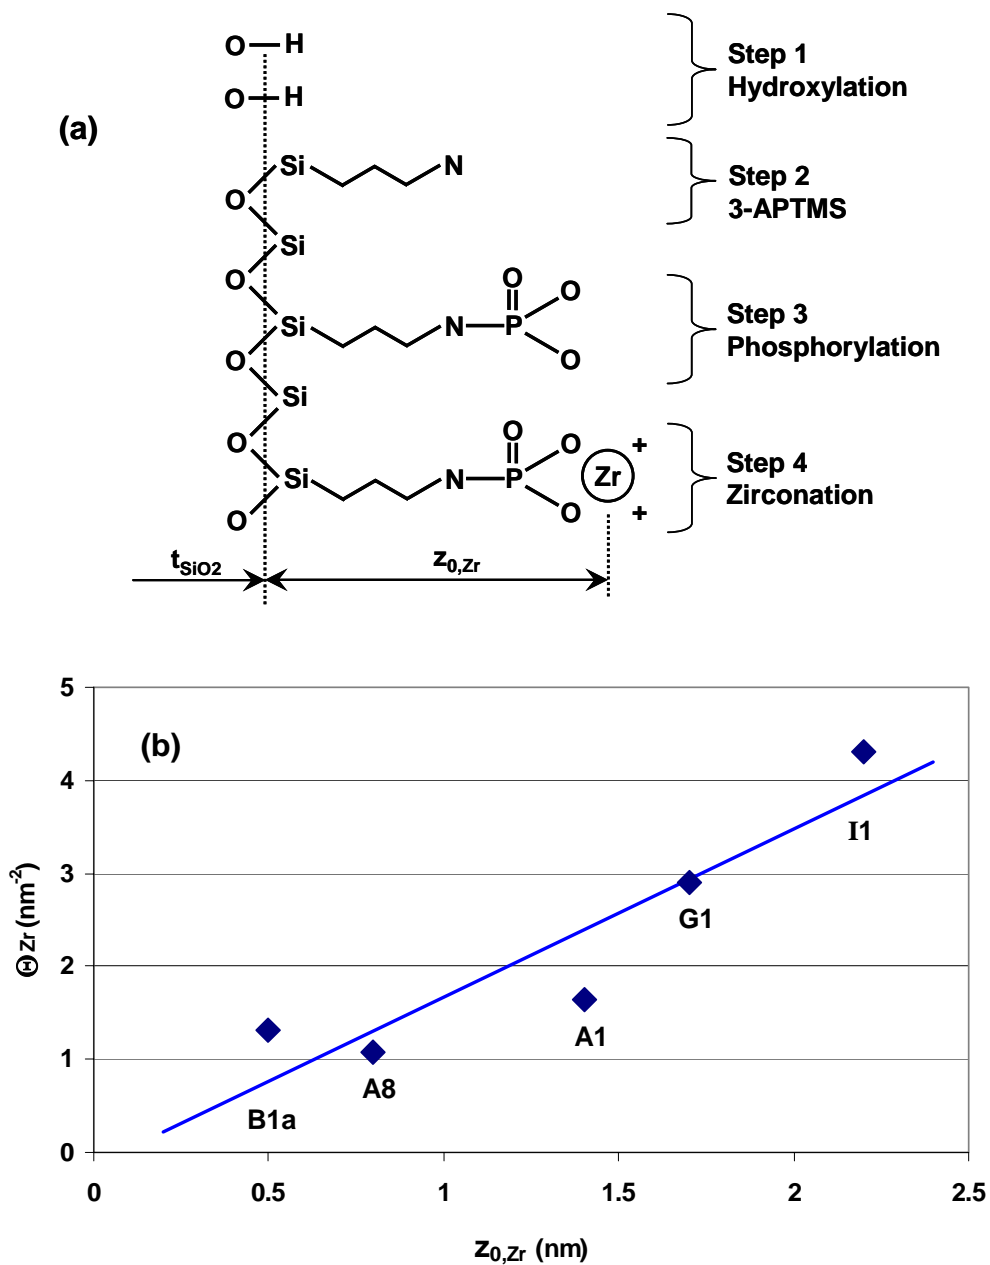 O H
Step 1
Hydroxylation
O H
(a)
Si N
Step 2
3-APTMS
O
Si
O
O
O
Si N P
O
Step 3
Phosphorylation
O
Si
O
O
O +
Si N P Zr
O +
Step 4
Zirconation
O
tSiO2
z0,Zr
(b)
5
4
3
2
1
0
ΘZr (nm-2)
I1
G1
A1
A8
B1a
0 0.5 1 1.5 2 2.5
z0,Zr (nm)